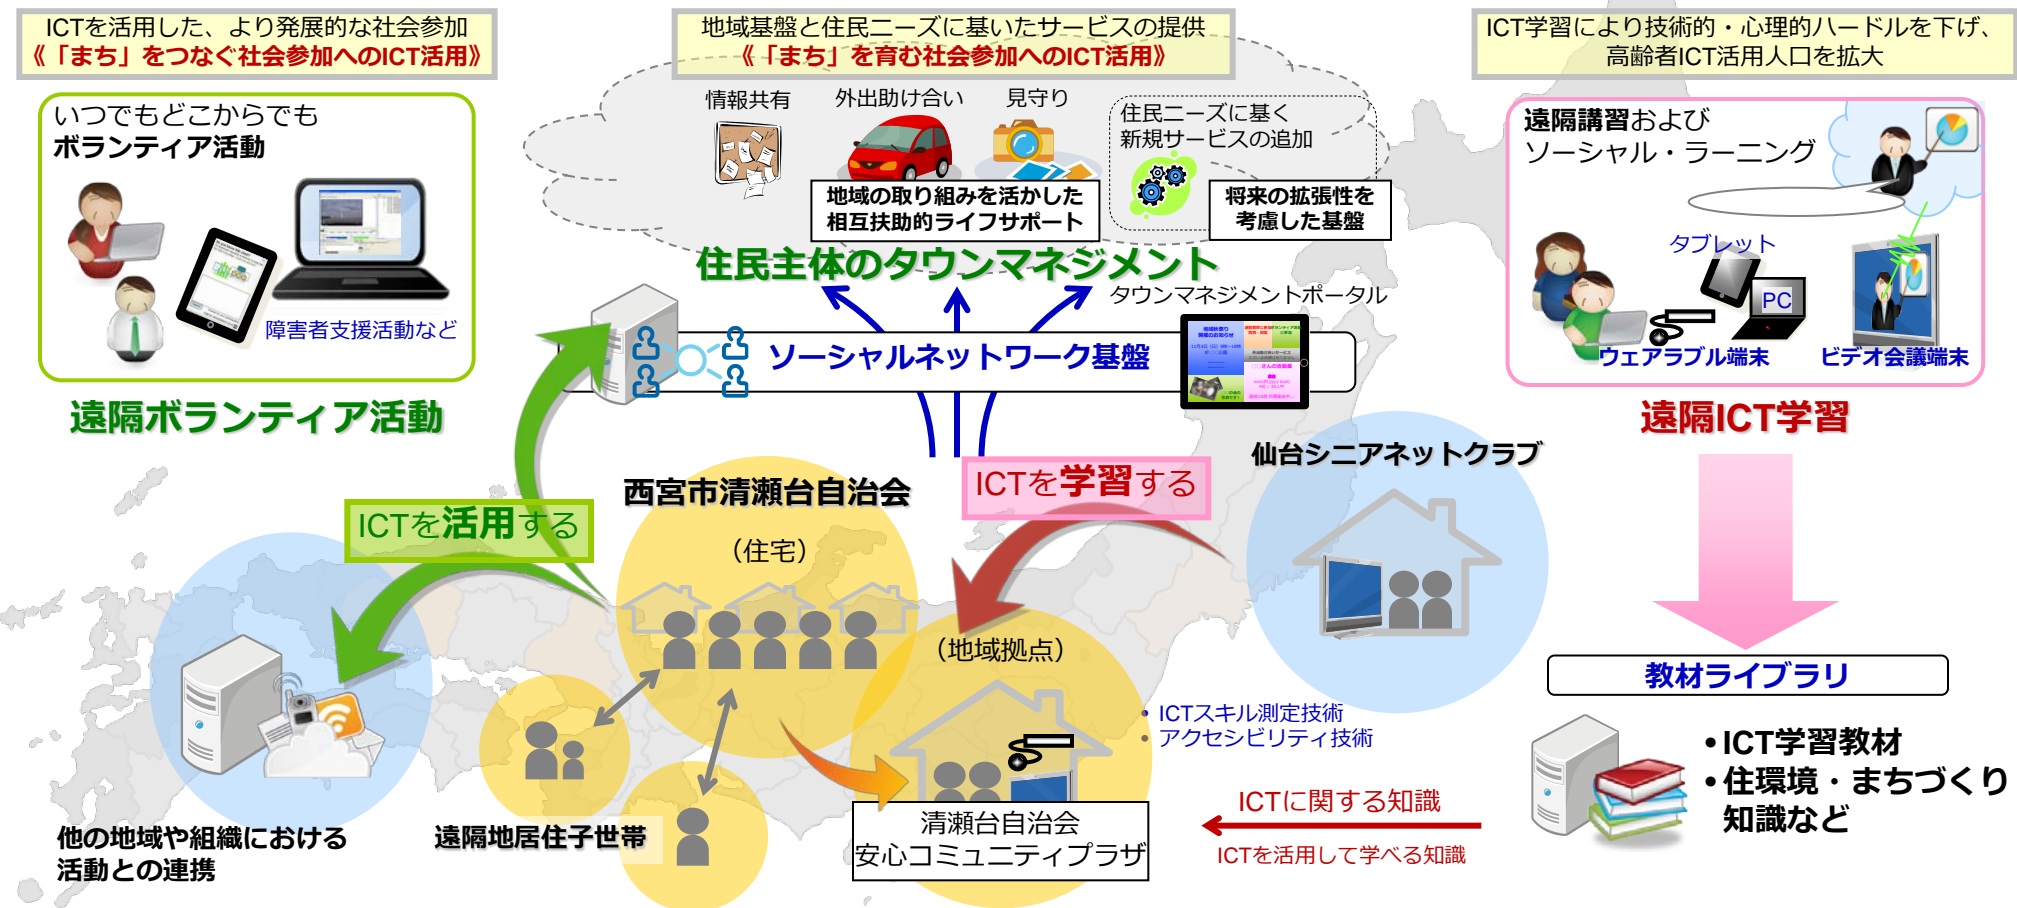 ICTを活用した、より発展的な社会参加
《「まち」をつなぐ社会参加へのICT活用》
地域基盤と住民ニーズに基いたサービスの提供
《「まち」を育む社会参加へのICT活用》
ICT学習により技術的・心理的ハードルを下げ、
高齢者ICT活用人口を拡大
いつでもどこからでも
ボランティア活動
障害者支援活動など
遠隔ボランティア活動
情報共有
外出助け合い
見守り
住民ニーズに基く
新規サービスの追加
地域の取り組みを活かした
相互扶助的ライフサポート
将来の拡張性を
考慮した基盤
住民主体のタウンマネジメント
タウンマネジメントポータル
ソーシャルネットワーク基盤
遠隔講習および
ソーシャル・ラーニング
タブレット
PC
ウェアラブル端末
ビデオ会議端末
遠隔ICT学習
仙台シニアネットクラブ
ICTを学習する
ICTを活用する
西宮市清瀬台自治会
（住宅）
（地域拠点）
教材ライブラリ
• ICTスキル測定技術
• アクセシビリティ技術
•ICT学習教材
•住環境・まちづくり
知識など
ICTに関する知識
ICTを活用して学べる知識
清瀬台自治会
安心コミュニティプラザ
遠隔地居住子世帯
他の地域や組織における
活動との連携